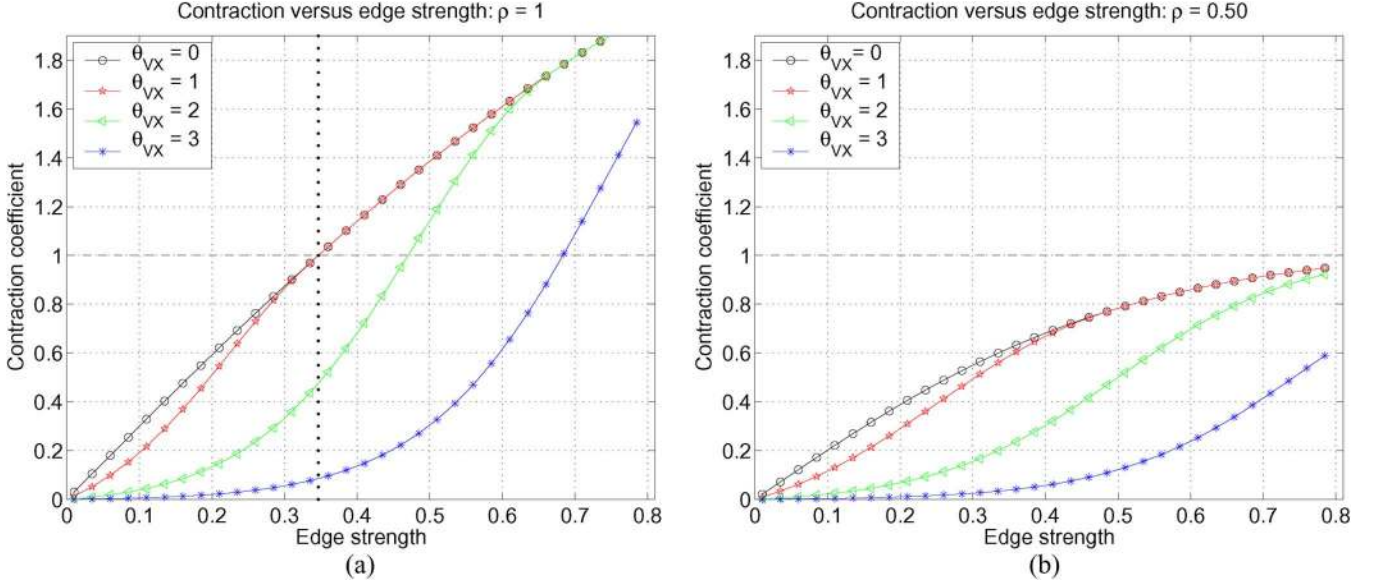 Contraction versus edge strength: ρ = 1
1.8
1.6
1.4
1.2
1
0.8
0.6
0.4
0.2
0
Contraction coefficient
θVX = 0
θVX = 1
θVX = 2
θVX = 3
0 0.1 0.2 0.3 0.4 0.5 0.6 0.7 0.8
Edge strength
(a)
Contraction versus edge strength: ρ = 0.50
1.8
1.6
1.4
1.2
1
0.8
0.6
0.4
0.2
0
Contraction coefficient
θVX = 0
θVX = 1
θVX = 2
θVX = 3
0 0.1 0.2 0.3 0.4 0.5 0.6 0.7 0.8
Edge strength
(b)